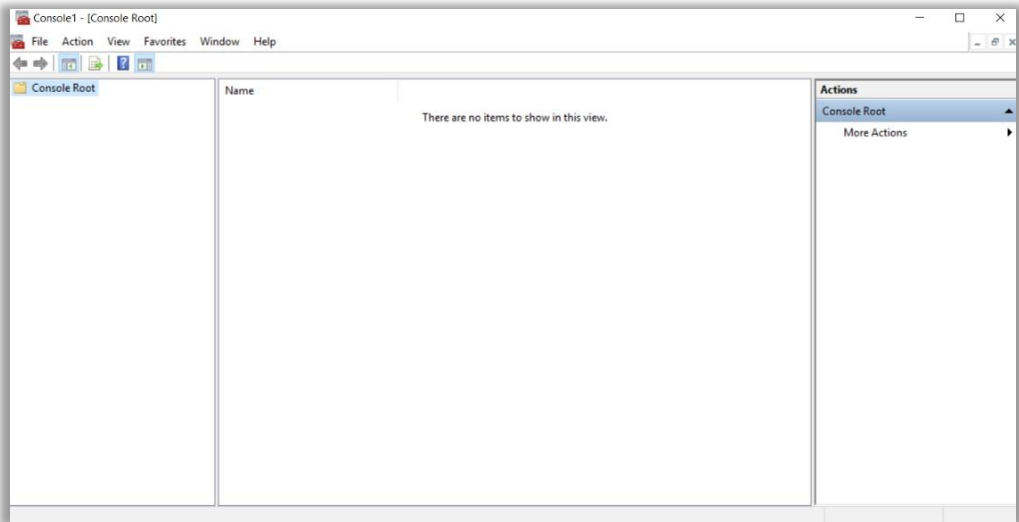 Console1 - [Console Root]
File Action View Favorites Window Help
Console Root
Name
There are no items to show in this view.
Actions
Console Root
More Actions